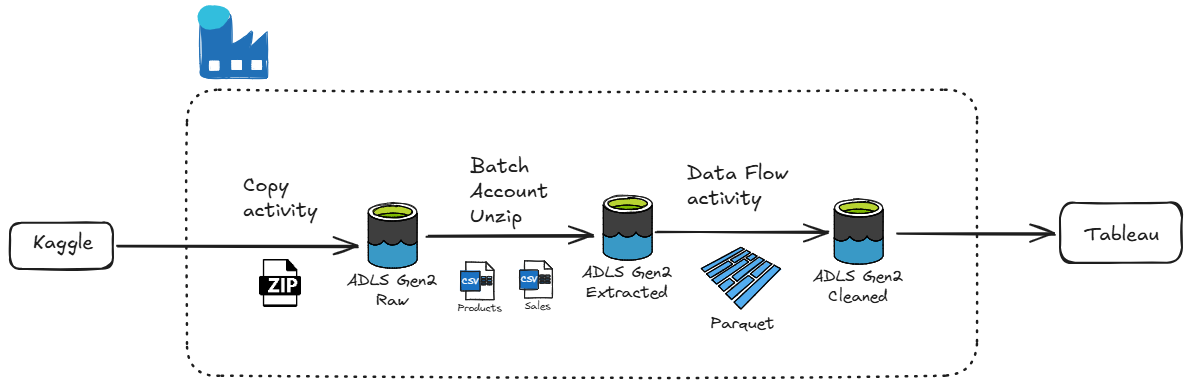 Kaggle
Copy
activity
ZIP
ADLS Gen2
Raw
Batch
Account
Unzip
CSV
Products
CSV
Sales
ADLS Gen2
Extracted
Data Flow
activity
Parquet
ADLS Gen2
Cleaned
Tableau